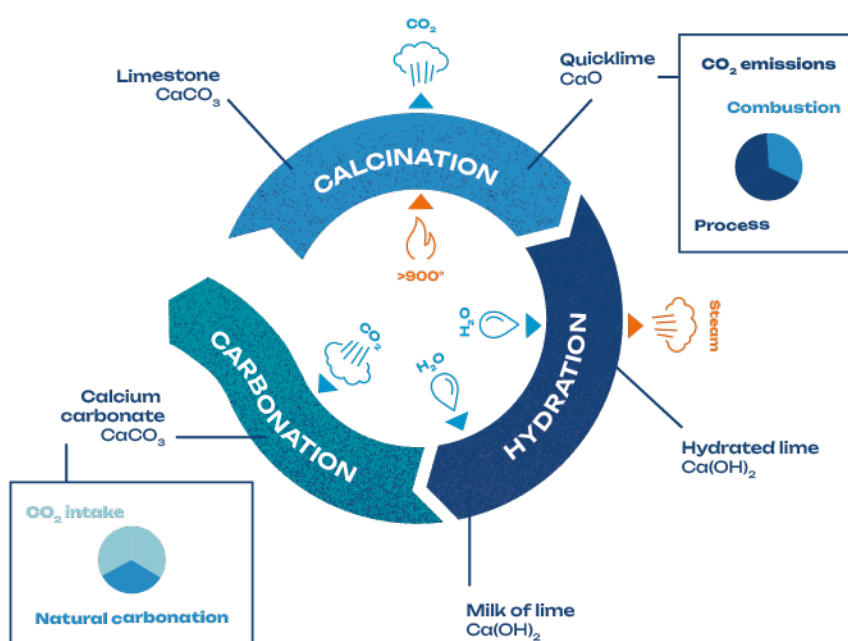 CO₂
Limestone
CaCO₃
Quicklime
CaO
CO₂ emissions
Combustion
Process
CALCINATION
>900°
H₂O
Steam
CO₂
H₂O
HYDRATION
CARBONATION
Calcium
carbonate
CaCO₃
Hydrated lime
Ca(OH)₂
CO₂ intake
Natural carbonation
Milk of lime
Ca(OH)₂